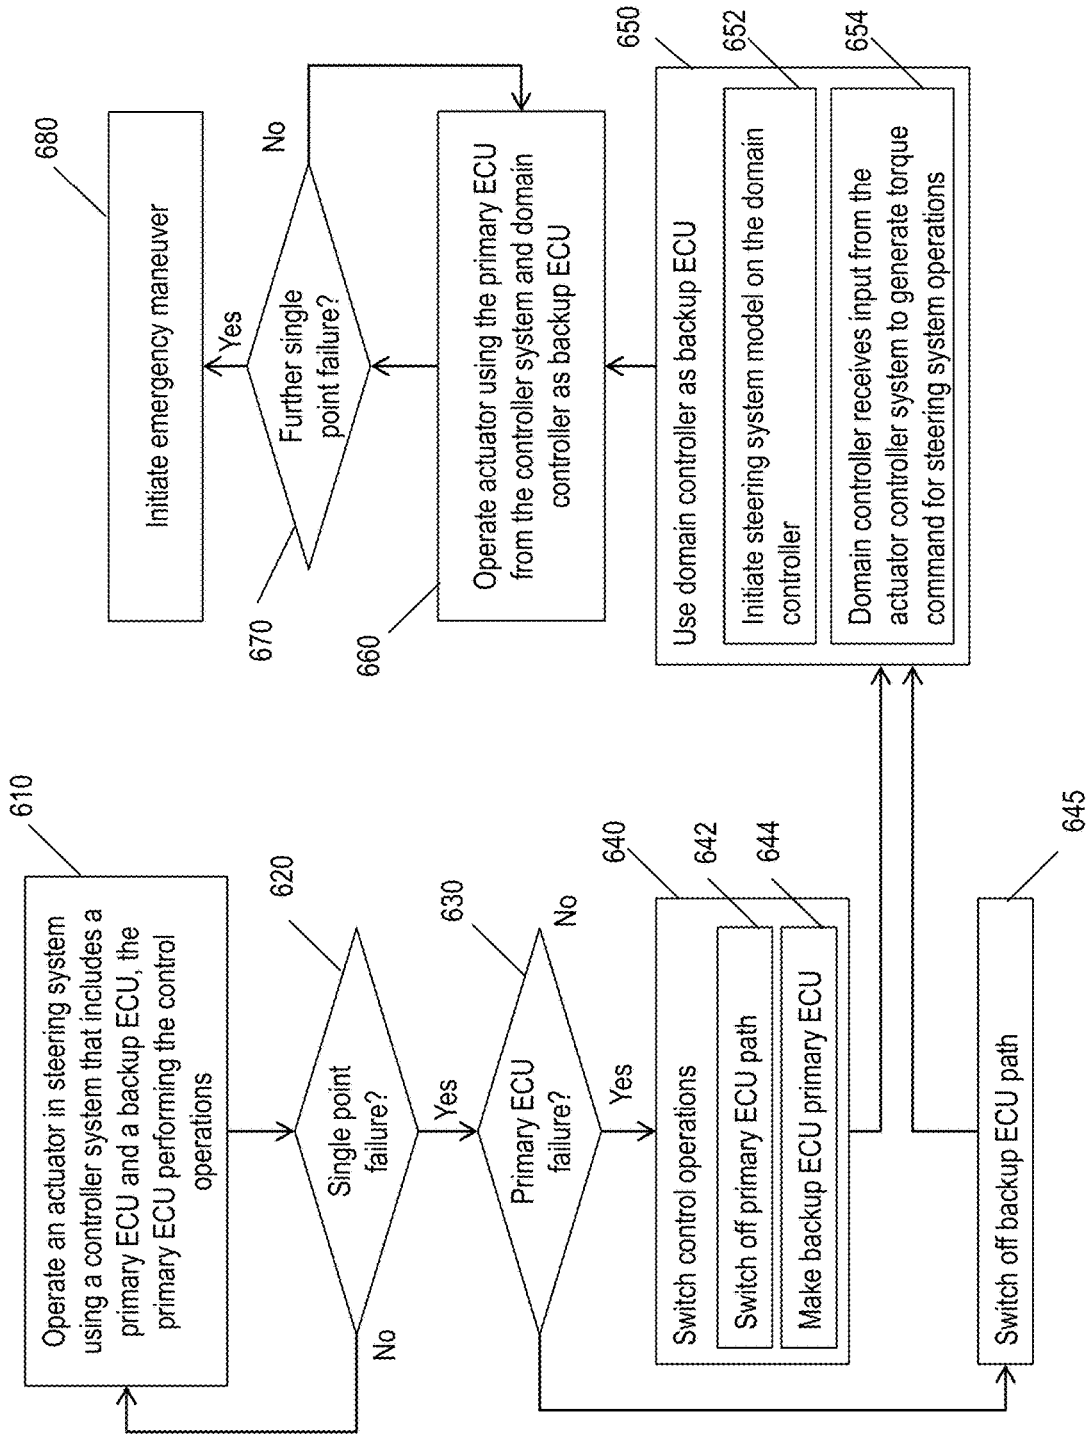 610
Operate an actuator in steering system
using a controller system that includes a
primary ECU and a backup ECU, the
primary ECU performing the control
operations
620
Single point
failure?
No
Yes
630
Primary ECU
failure?
No
Yes
640
Switch control operations
642
Switch off primary ECU path
644
Make backup ECU primary ECU
645
Switch off backup ECU path
650
Use domain controller as backup ECU
652
Initiate steering system model on the domain
controller
654
Domain controller receives input from the
actuator controller system to generate torque
command for steering system operations
660
Operate actuator using the primary ECU
from the controller system and domain
controller as backup ECU
670
Further single
point failure?
No
Yes
680
Initiate emergency maneuver